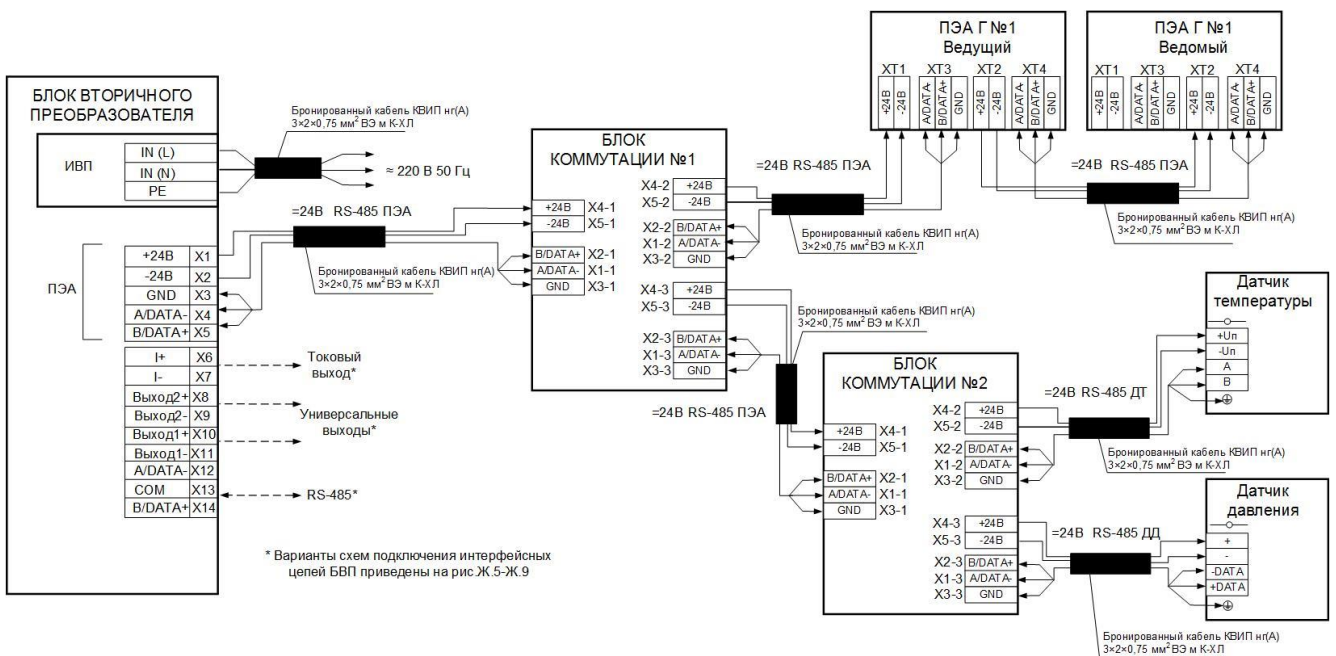 БЛОК ВТОРИЧНОГО
ПРЕОБРАЗОВАТЕЛЯ
ИВП
IN (L)
IN (N)
PE
Бронированный кабель КВИП нг(А)
3×2×0,75 мм² ВЭ м К-ХЛ
≈ 220 В 50 Гц
ПЭА
+24В X1
-24В X2
GND X3
A/DATA- X4
B/DATA+ X5
I+ X6
I- X7
Выход2+ X8
Выход2- X9
Выход1+ X10
Выход1- X11
A/DATA- X12
COM X13
B/DATA+ X14
Токовый
выход*
Универсальные
выходы*
RS-485*
=24В RS-485 ПЭА
Бронированный кабель КВИП нг(А)
3×2×0,75 мм² ВЭ м К-ХЛ
* Варианты схем подключения интерфейсных
цепей БВП приведены на рис.Ж.5-Ж.9
БЛОК
КОММУТАЦИИ №1
+24В X4-1
-24В X5-1
B/DATA+ X2-1
A/DATA- X1-1
GND X3-1
X4-2 +24В
X5-2 -24В
X2-2 B/DATA+
X1-2 A/DATA-
X3-2 GND
X4-3 +24В
X5-3 -24В
X2-3 B/DATA+
X1-3 A/DATA-
X3-3 GND
=24В RS-485 ПЭА
Бронированный кабель КВИП нг(А)
3×2×0,75 мм² ВЭ м К-ХЛ
ПЭА Г №1
Ведущий
XT1 XT3 XT2 XT4
+24В -24В A/DATA- B/DATA+ GND +24В -24В A/DATA- B/DATA+ GND
ПЭА Г №1
Ведомый
XT1 XT3 XT2 XT4
+24В -24В A/DATA- B/DATA+ GND +24В -24В A/DATA- B/DATA+ GND
=24В RS-485 ПЭА
Бронированный кабель КВИП нг(А)
3×2×0,75 мм² ВЭ м К-ХЛ
Бронированный кабель КВИП нг(А)
3×2×0,75 мм² ВЭ м К-ХЛ
=24В RS-485 ПЭА
БЛОК
КОММУТАЦИИ №2
+24В X4-1
-24В X5-1
B/DATA+ X2-1
A/DATA- X1-1
GND X3-1
X4-2 +24В
X5-2 -24В
X2-2 B/DATA+
X1-2 A/DATA-
X3-2 GND
X4-3 +24В
X5-3 -24В
X2-3 B/DATA+
X1-3 A/DATA-
X3-3 GND
=24В RS-485 ДТ
Бронированный кабель КВИП нг(А)
3×2×0,75 мм² ВЭ м К-ХЛ
Датчик
температуры
+Uп
-Uп
A
B
=24В RS-485 ДД
Бронированный кабель КВИП нг(А)
3×2×0,75 мм² ВЭ м К-ХЛ
Датчик
давления
+
-
-DATA
+DATA